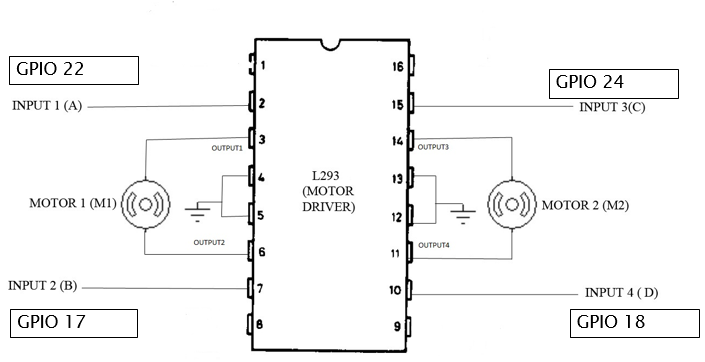 GPIO 22
GPIO 24
INPUT 1 (A)
INPUT 3(C)
1
2
3
4
5
6
7
8
16
15
14
13
12
11
10
9
OUTPUT1
OUTPUT3
L293
(MOTOR
DRIVER)
MOTOR 1 (M1)
MOTOR 2 (M2)
OUTPUT2
OUTPUT4
INPUT 2 (B)
INPUT 4 ( D)
GPIO 17
GPIO 18